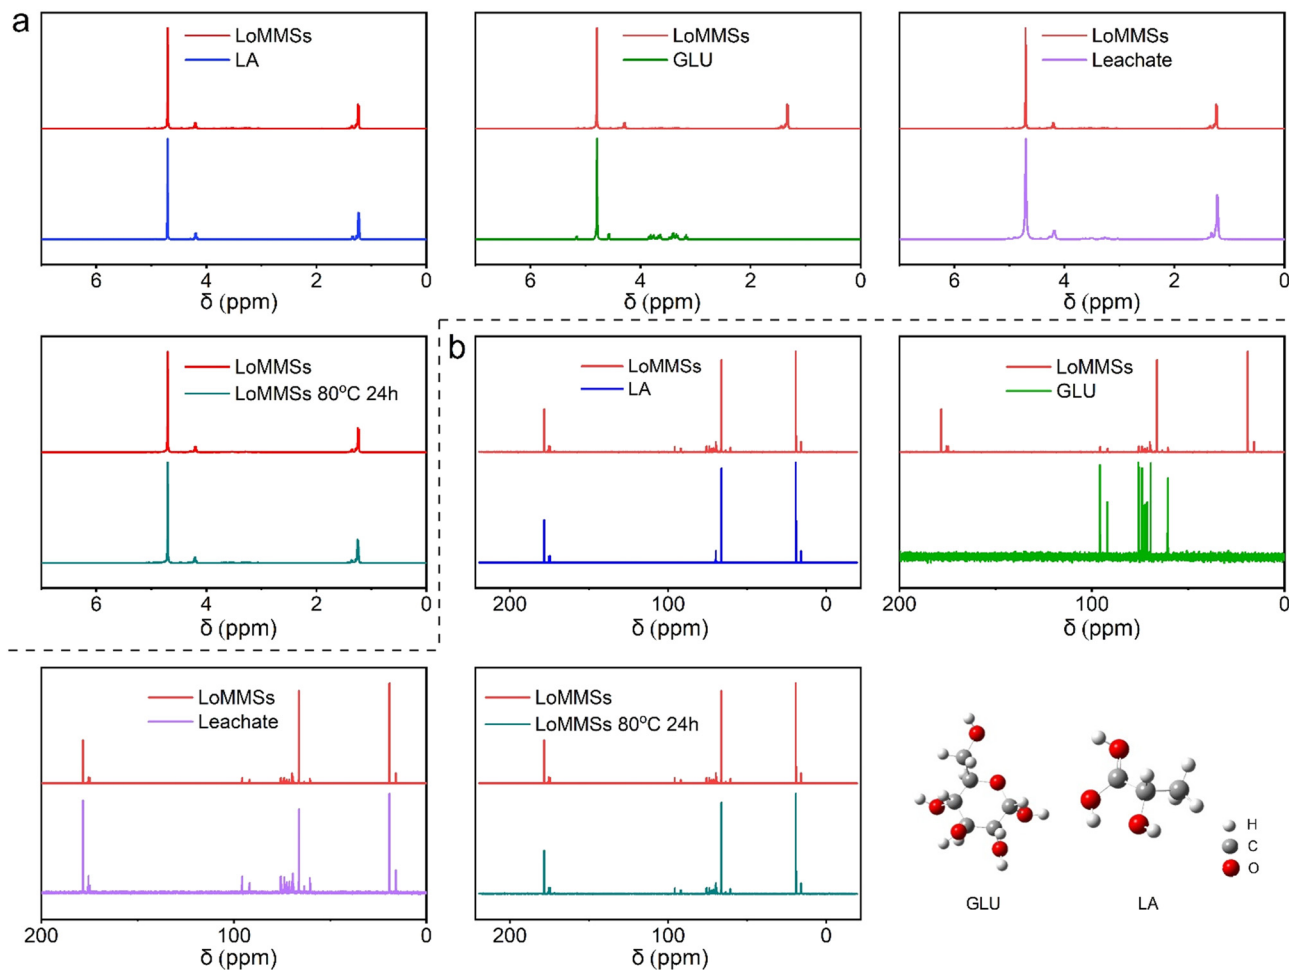 a
LoMMSs
LA
6 4 2 0
δ (ppm)
LoMMSs
GLU
6 4 2 0
δ (ppm)
LoMMSs
Leachate
6 4 2 0
δ (ppm)
LoMMSs
LoMMSs 80°C 24h
6 4 2 0
δ (ppm)
b
LoMMSs
LA
200 100 0
δ (ppm)
LoMMSs
GLU
200 100 0
δ (ppm)
LoMMSs
Leachate
200 100 0
δ (ppm)
LoMMSs
LoMMSs 80°C 24h
200 100 0
δ (ppm)
GLU
LA
H
C
O